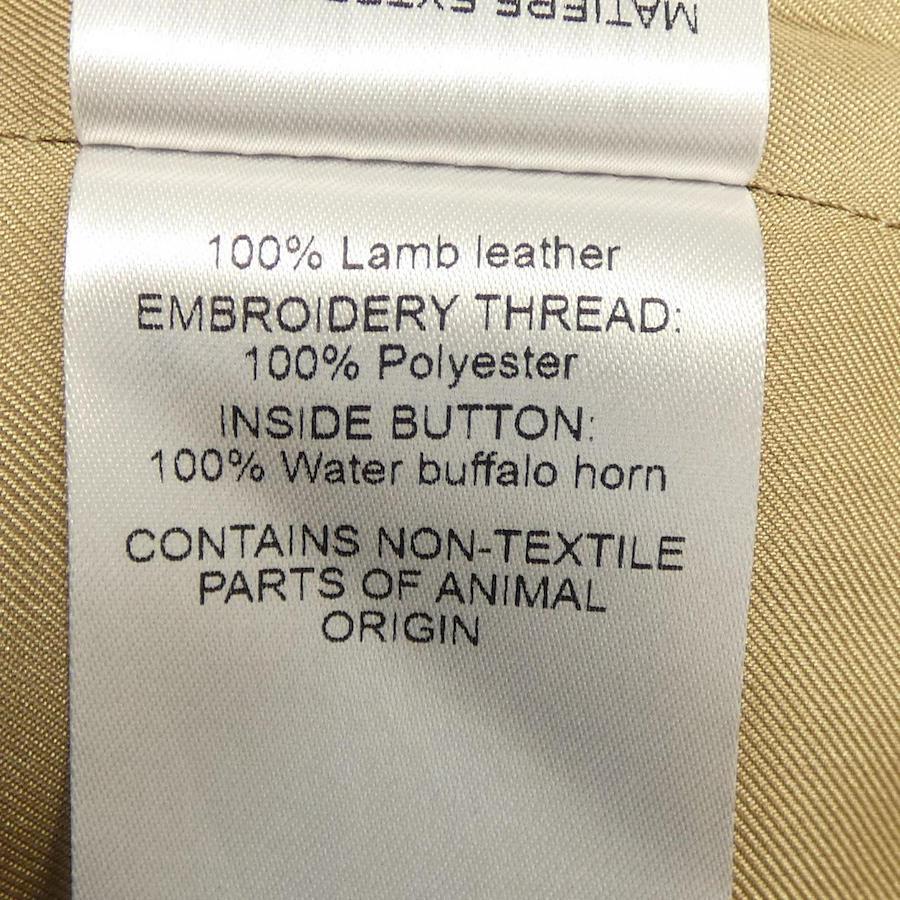 MATIÈRE
100% Lamb leather
EMBROIDERY THREAD:
100% Polyester
INSIDE BUTTON:
100% Water buffalo horn
CONTAINS NON-TEXTILE
PARTS OF ANIMAL
ORIGIN